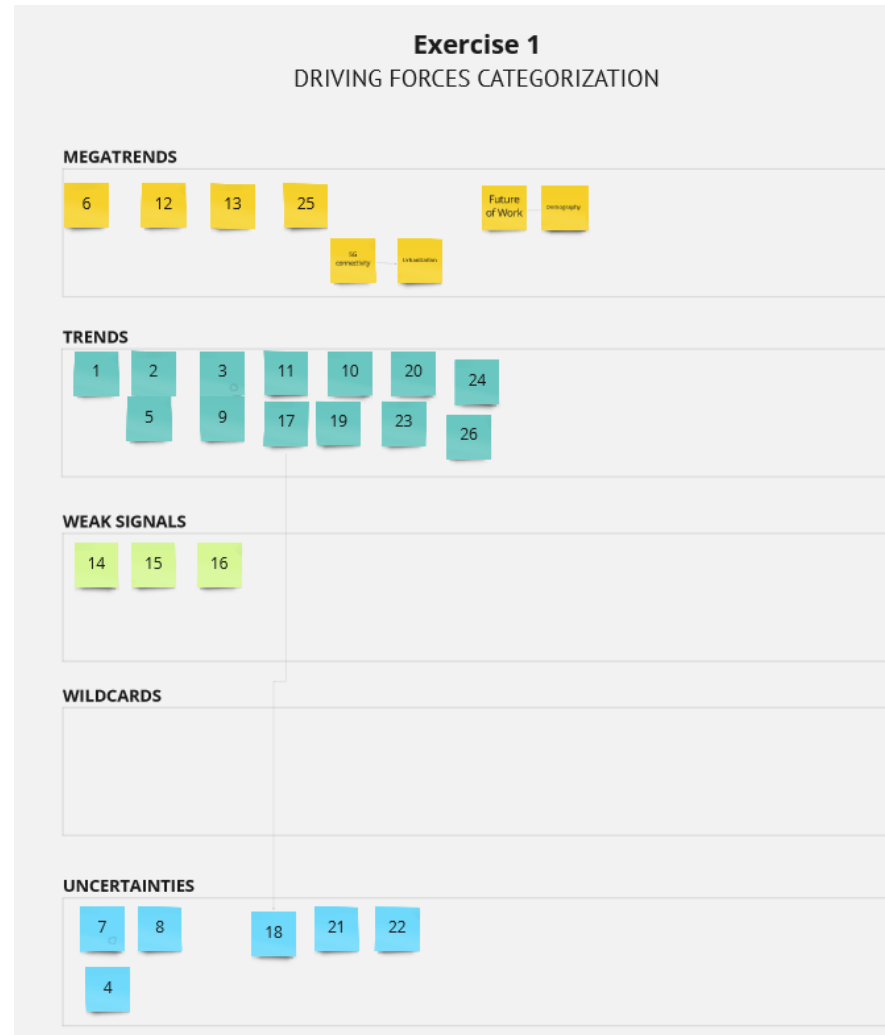 Exercise 1
DRIVING FORCES CATEGORIZATION
MEGATRENDS
6
12
13
25
Future
of Work
Demography
5G
connectivity
Urbanization
TRENDS
1
2
3
11
10
20
24
5
9
17
19
23
26
WEAK SIGNALS
14
15
16
WILDCARDS
UNCERTAINTIES
7
8
18
21
22
4